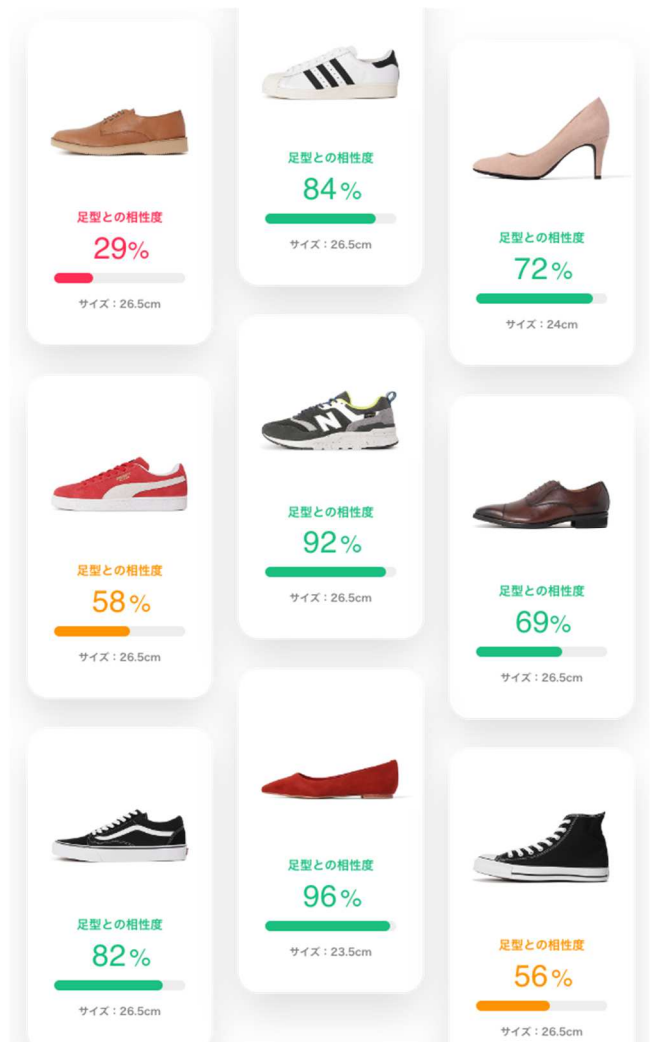 足型との相性度
29%
サイズ：26.5cm
足型との相性度
58%
サイズ：26.5cm
足型との相性度
82%
サイズ：26.5cm
足型との相性度
84%
サイズ：26.5cm
N
足型との相性度
92%
サイズ：26.5cm
足型との相性度
96%
サイズ：23.5cm
足型との相性度
72%
サイズ：24cm
足型との相性度
69%
サイズ：26.5cm
足型との相性度
56%
サイズ：26.5cm